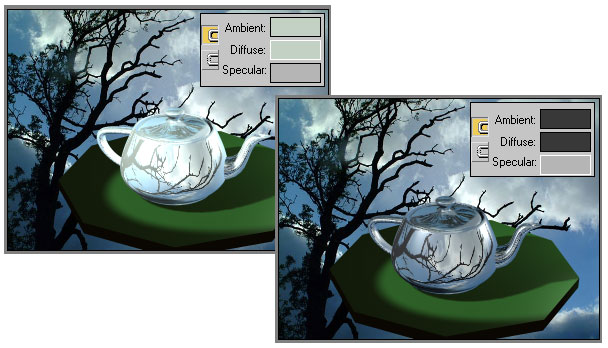 Ambient:
Diffuse:
Specular:
Ambient:
Diffuse:
Specular: